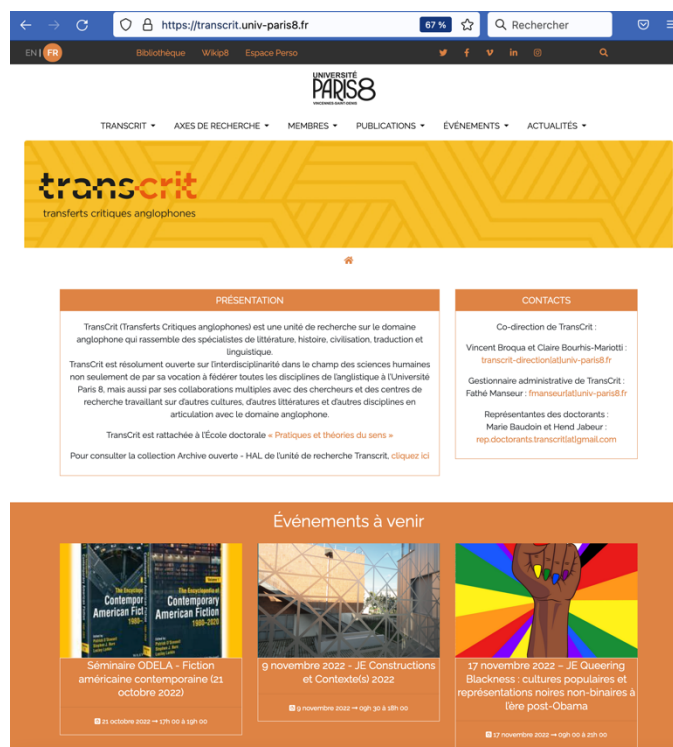 https://transcrit.univ-paris8.fr
67 %
Rechercher
EN | FR
Bibliothèque Wikip8 Espace Perso
UNIVERSITÉ
PARIS8
VINCENNES-SAINT-DENIS
TRANSCRIT AXES DE RECHERCHE MEMBRES PUBLICATIONS ÉVÉNEMENTS ACTUALITÉS
transcrit
transferts critiques anglophones
PRÉSENTATION
TransCrit (Transferts Critiques anglophones) est une unité de recherche sur le domaine
anglophone qui rassemble des spécialistes de littérature, histoire, civilisation, traduction et
linguistique.
TransCrit est résolument ouverte sur l'interdisciplinarité dans le champ des sciences humaines
non seulement de par sa vocation à fédérer toutes les disciplines de l'anglistique à l'Université
Paris 8, mais aussi par ses collaborations multiples avec des chercheurs et des centres de
recherche travaillant sur d'autres cultures, d'autres littératures et d'autres disciplines en
articulation avec le domaine anglophone.
TransCrit est rattachée à l'École doctorale « Pratiques et théories du sens »
Pour consulter la collection Archive ouverte - HAL de l'unité de recherche Transcrit, cliquez ici
CONTACTS
Co-direction de TransCrit :
Vincent Broqua et Claire Bourhis-Mariotti :
transcrit-direction[at]univ-paris8.fr
Gestionnaire administrative de TransCrit :
Fathé Manseur : fmanseur[at]univ-paris8.fr
Représentantes des doctorants :
Marie Baudoin et Hend Jabeur :
rep.doctorants.transcrit[at]gmail.com
Événements à venir
The Encyclop
Contempor
American Fict
1980-
The Encyclopedia of
Contemporary
American Fiction
1980-2020
Séminaire ODELA - Fiction
américaine contemporaine (21
octobre 2022)
21 octobre 2022 → 17h 00 à 19h 00
9 novembre 2022 - JE Constructions
et Contexte(s) 2022
9 novembre 2022 → 09h 30 à 18h 00
17 novembre 2022 – JE Queering
Blackness : cultures populaires et
représentations noires non-binaires à
l'ère post-Obama
17 novembre 2022 → 09h 00 à 21h 00